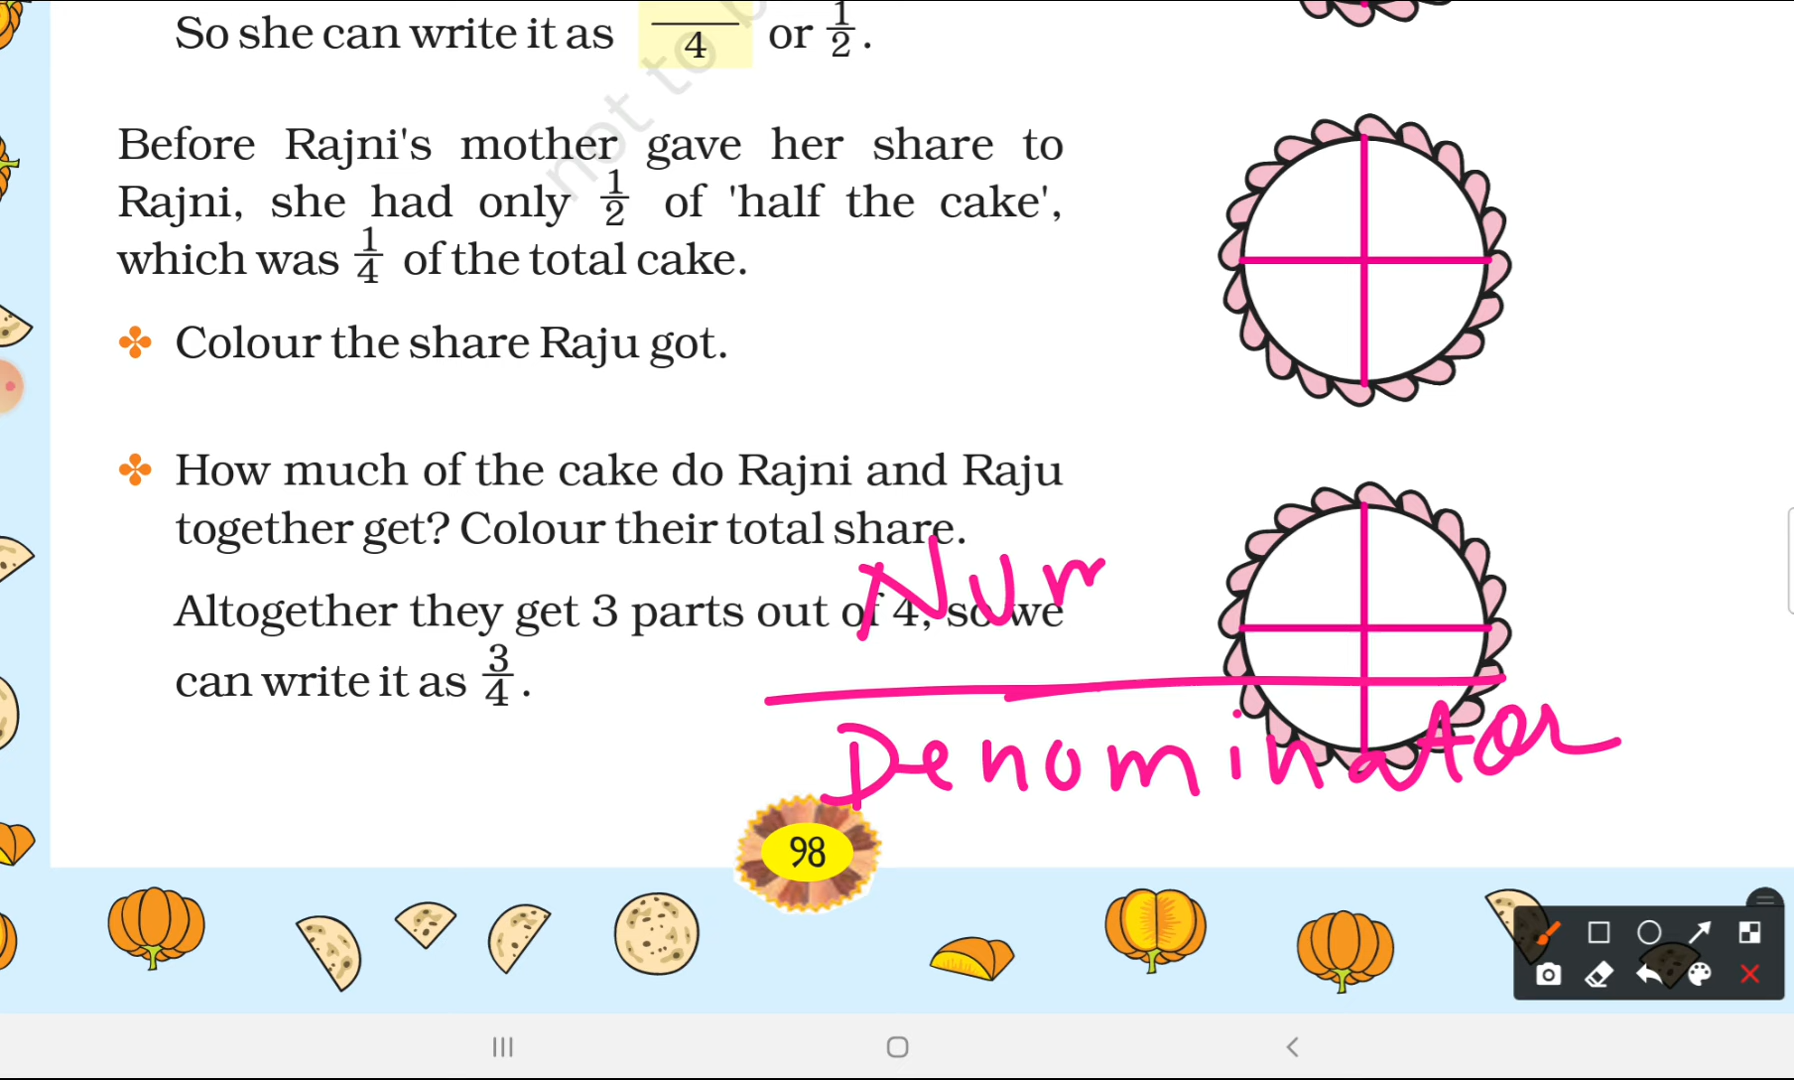 So she can write it as __/4 or 1/2.
Before Rajni's mother gave her share to
Rajni, she had only 1/2 of 'half the cake',
which was 1/4 of the total cake.
Colour the share Raju got.
How much of the cake do Rajni and Raju
together get? Colour their total share.
Altogether they get 3 parts out of 4, so we
can write it as 3/4.
Num
Denominator
98
not to b